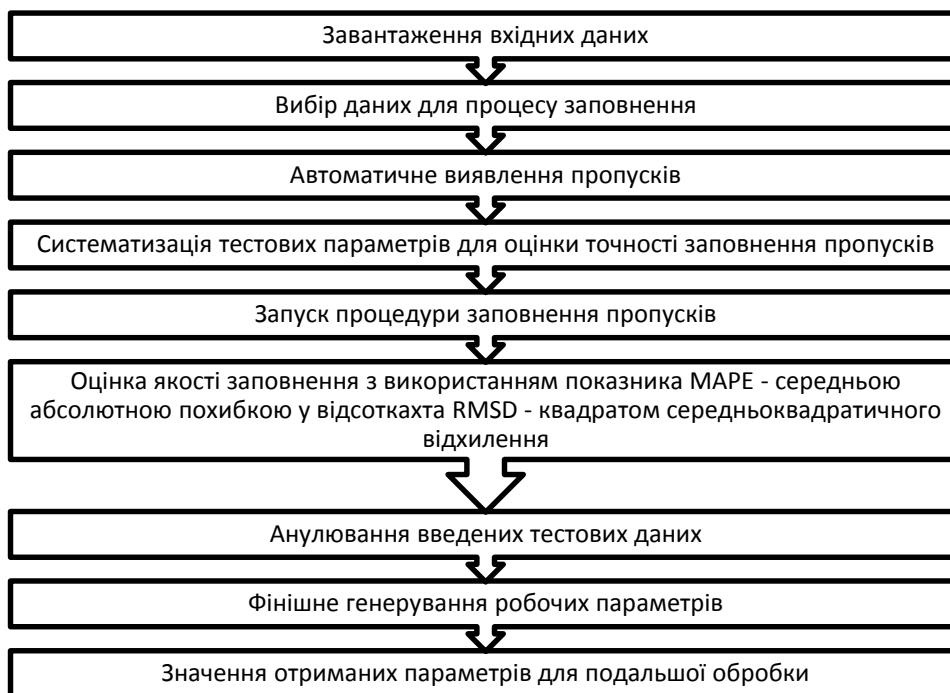 Завантаження вхідних даних
Вибір даних для процесу заповнення
Автоматичне виявлення пропусків
Систематизація тестових параметрів для оцінки точності заповнення пропусків
Запуск процедури заповнення пропусків
Оцінка якості заповнення з використанням показника MAPE - середньою
абсолютною похибкою у відсоткахта RMSD - квадратом середньоквадратичного
відхилення
Анулювання введених тестових даних
Фінішне генерування робочих параметрів
Значення отриманих параметрів для подальшої обробки